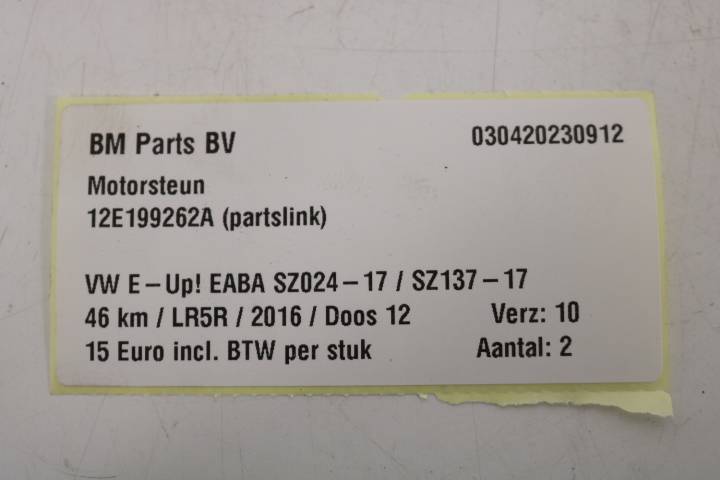 BM Parts BV 030420230912
Motorsteun
12E199262A (partslink)
VW E-Up! EABA SZ024-17 / SZ137-17
46 km / LR5R / 2016 / Doos 12 Verz: 10
15 Euro incl. BTW per stuk Aantal: 2